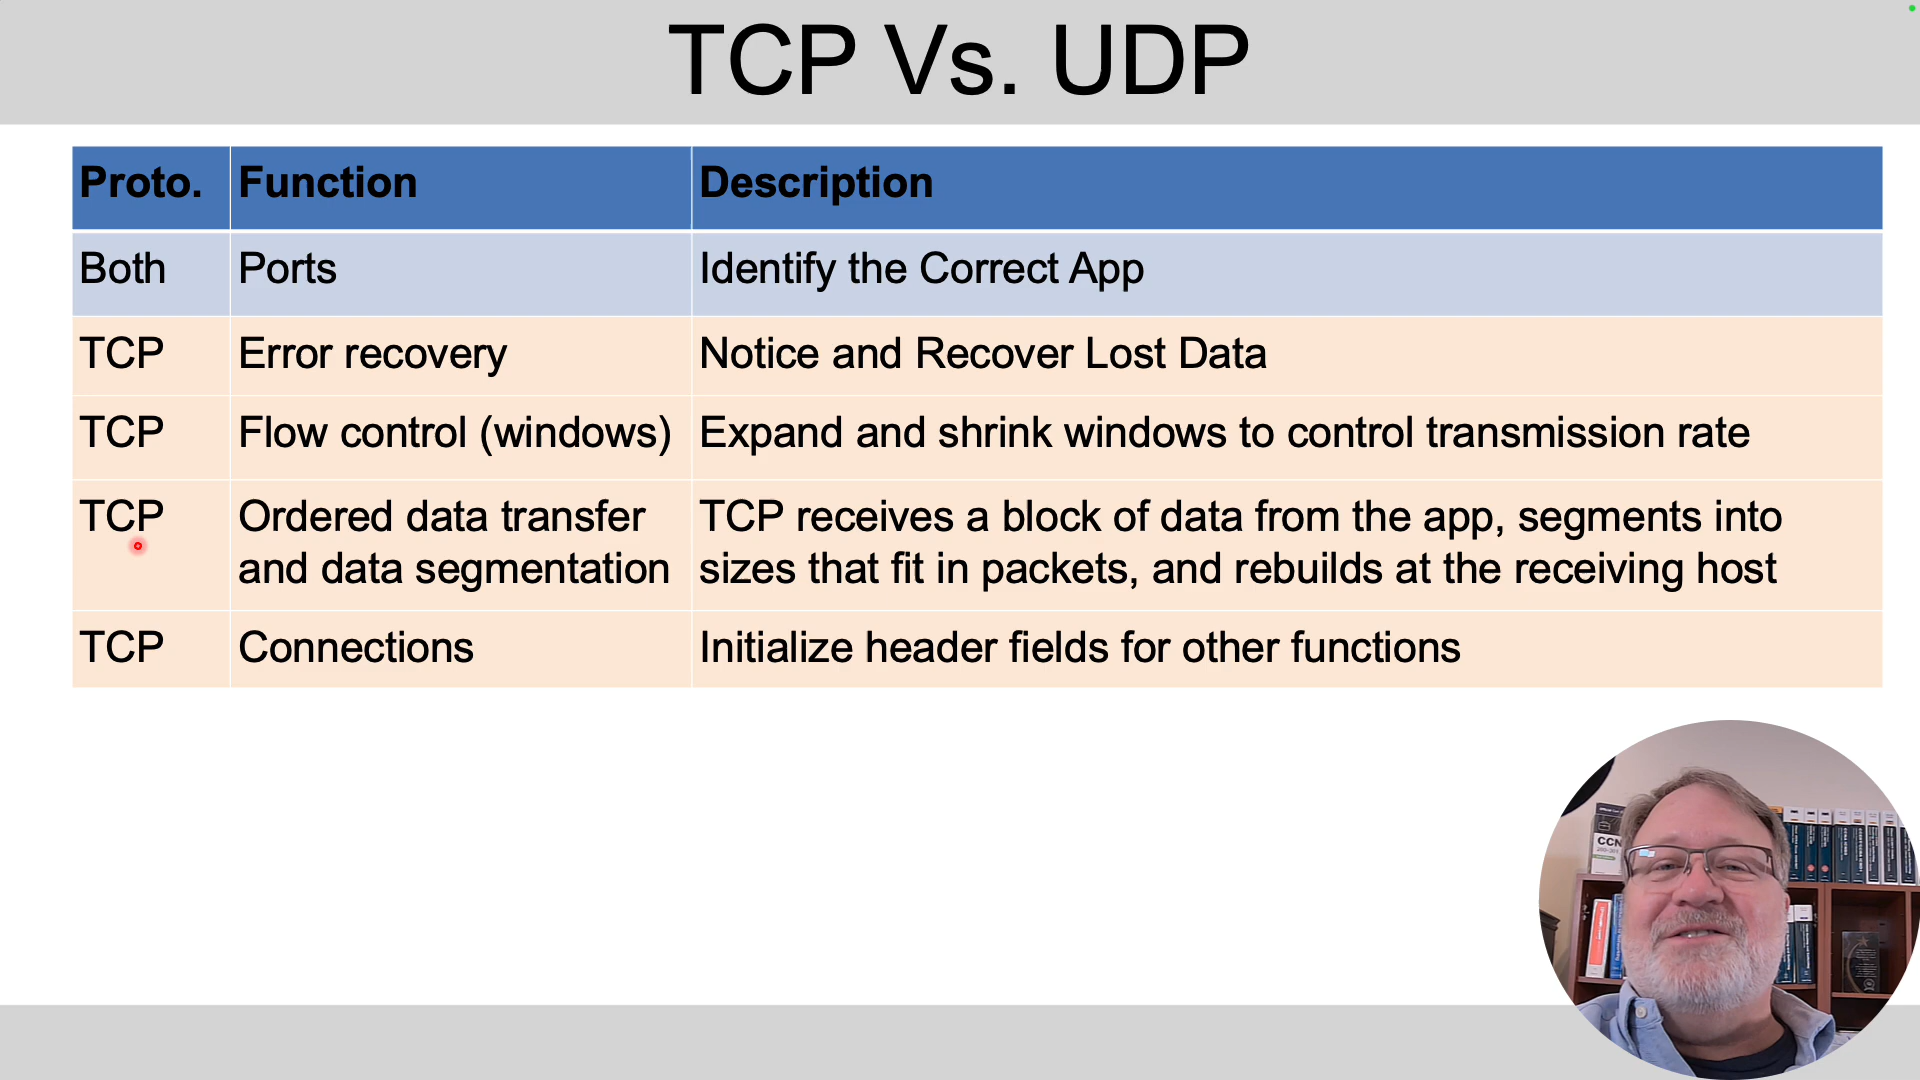 TCP Vs. UDP
Proto. Function Description
Both Ports Identify the Correct App
TCP Error recovery Notice and Recover Lost Data
TCP Flow control (windows) Expand and shrink windows to control transmission rate
TCP Ordered data transfer TCP receives a block of data from the app, segments into
and data segmentation sizes that fit in packets, and rebuilds at the receiving host
TCP Connections Initialize header fields for other functions
CCN